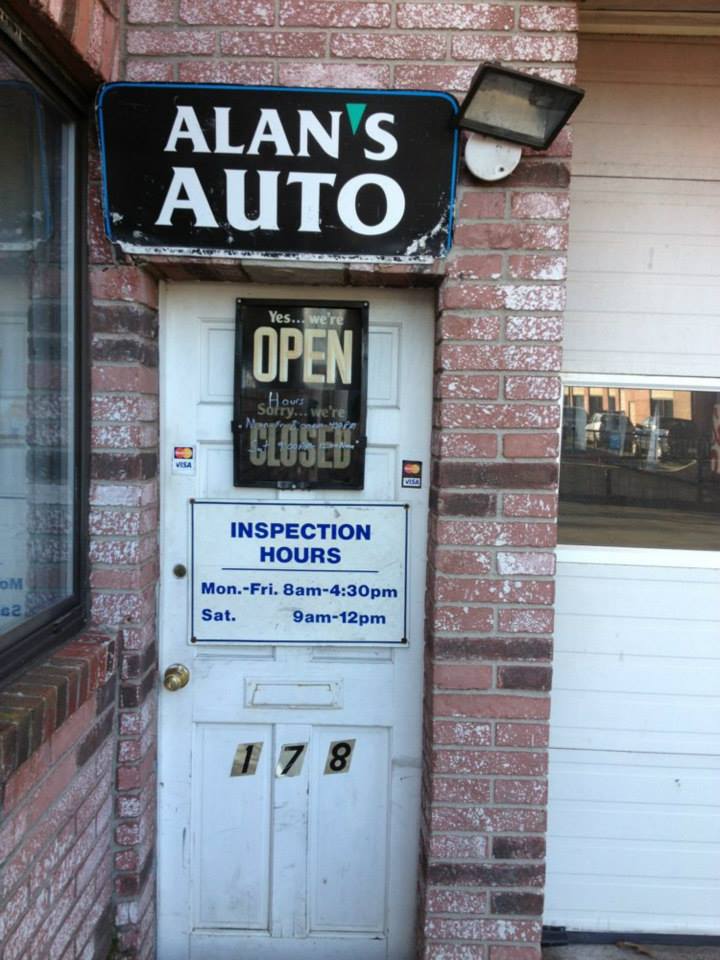 ALAN'S
AUTO
Yes... we're
OPEN
Hours
Sorry... we're
CLOSED
MasterCard
VISA
VISA
INSPECTION
HOURS
Mon.-Fri. 8am-4:30pm
Sat. 9am-12pm
178